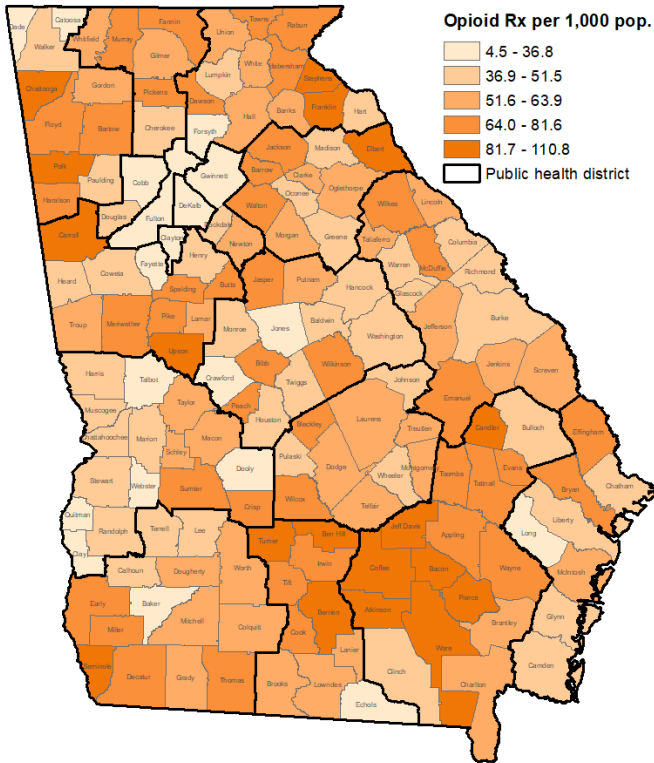 Opioid Rx per 1,000 pop.
4.5 - 36.8
36.9 - 51.5
51.6 - 63.9
64.0 - 81.6
81.7 - 110.8
Public health district
Dade
Catoosa
Walker
Whitfield
Murray
Fannin
Gilmer
Union
Towns
Rabun
White
Habersham
Lumpkin
Stephens
Chattooga
Gordon
Pickens
Dawson
Hall
Banks
Franklin
Hart
Floyd
Bartow
Cherokee
Forsyth
Jackson
Madison
Elbert
Polk
Paulding
Cobb
Gwinnett
Barrow
Clarke
Oconee
Oglethorpe
Haralson
Douglas
Fulton
DeKalb
Walton
Wilkes
Lincoln
Carroll
Clayton
Rockdale
Newton
Morgan
Greene
Taliaferro
Columbia
Fayette
Henry
Heard
Coweta
Spalding
Butts
Jasper
Putnam
Hancock
Warren
McDuffie
Richmond
Glascock
Troup
Meriwether
Pike
Lamar
Monroe
Jones
Baldwin
Washington
Jefferson
Burke
Upson
Harris
Talbot
Crawford
Bibb
Wilkinson
Twiggs
Johnson
Jenkins
Screven
Emanuel
Muscogee
Taylor
Peach
Houston
Laurens
Chattahoochee
Marion
Macon
Bleckley
Treutlen
Candler
Bulloch
Effingham
Schley
Dooly
Pulaski
Dodge
Wheeler
Montgomery
Toombs
Tattnall
Evans
Bryan
Chatham
Stewart
Webster
Sumter
Crisp
Wilcox
Telfair
Liberty
Long
Quitman
Randolph
Terrell
Lee
Turner
Ben Hill
Jeff Davis
Appling
Wayne
McIntosh
Clay
Calhoun
Dougherty
Worth
Tift
Irwin
Coffee
Bacon
Pierce
Early
Baker
Mitchell
Colquitt
Berrien
Atkinson
Brantley
Glynn
Miller
Cook
Lanier
Ware
Clinch
Camden
Seminole
Decatur
Grady
Thomas
Brooks
Lowndes
Echols
Charlton